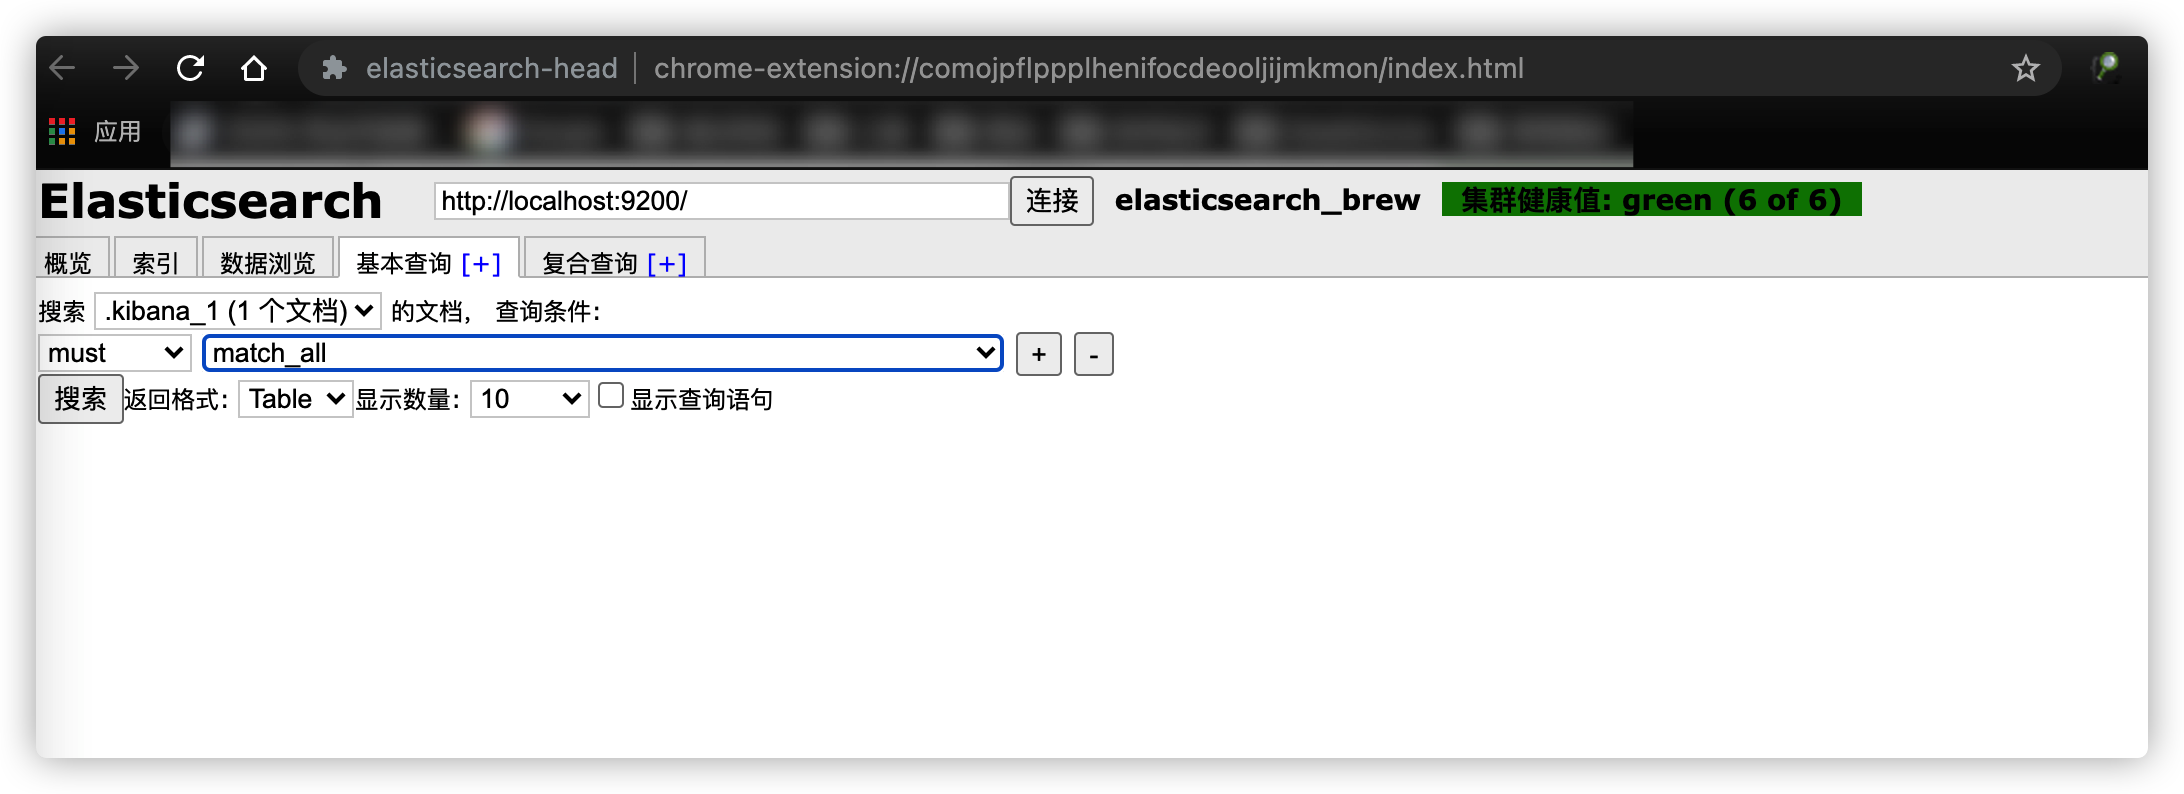 elasticsearch-head | chrome-extension://comojpflppplhenifocdeooljijmkmon/index.html
应用
Elasticsearch http://localhost:9200/ 连接 elasticsearch_brew 集群健康值: green (6 of 6)
概览 索引 数据浏览 基本查询 [+] 复合查询 [+]
搜索 .kibana_1 (1 个文档) 的文档， 查询条件：
must match_all + -
搜索 返回格式： Table 显示数量： 10 显示查询语句